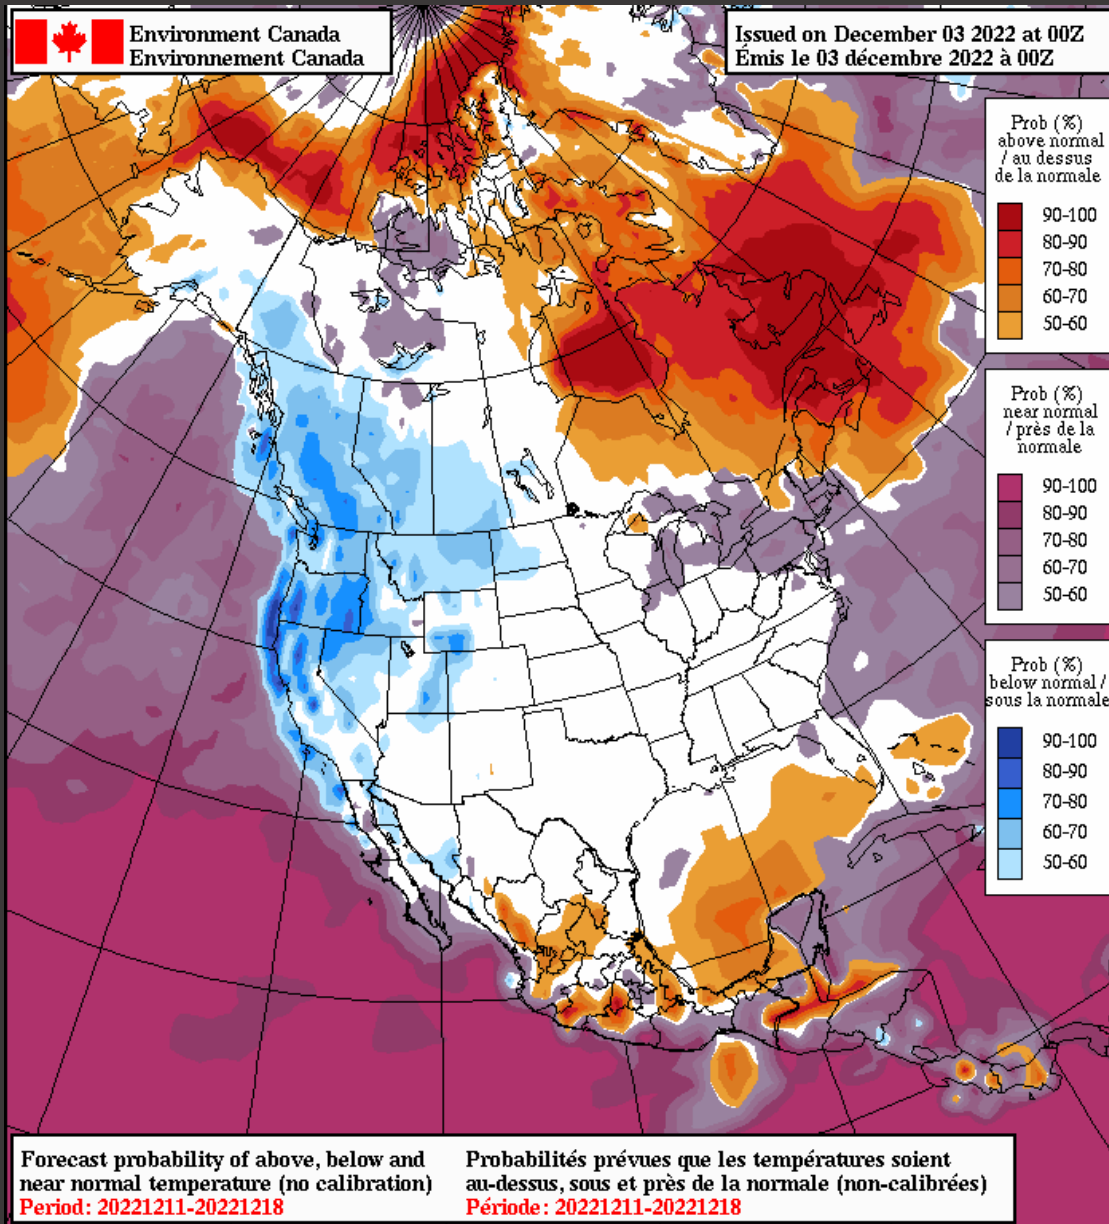 Environment Canada
Environnement Canada
Issued on December 03 2022 at 00Z
Émis le 03 décembre 2022 à 00Z
Prob (%)
above normal
/ au dessus
de la normale
90-100
80-90
70-80
60-70
50-60
Prob (%)
near normal
/ près de la
normale
90-100
80-90
70-80
60-70
50-60
Prob (%)
below normal /
sous la normale
90-100
80-90
70-80
60-70
50-60
Forecast probability of above, below and
near normal temperature (no calibration)
Period: 20221211-20221218
Probabilités prévues que les températures soient
au-dessus, sous et près de la normale (non-calibrées)
Période: 20221211-20221218